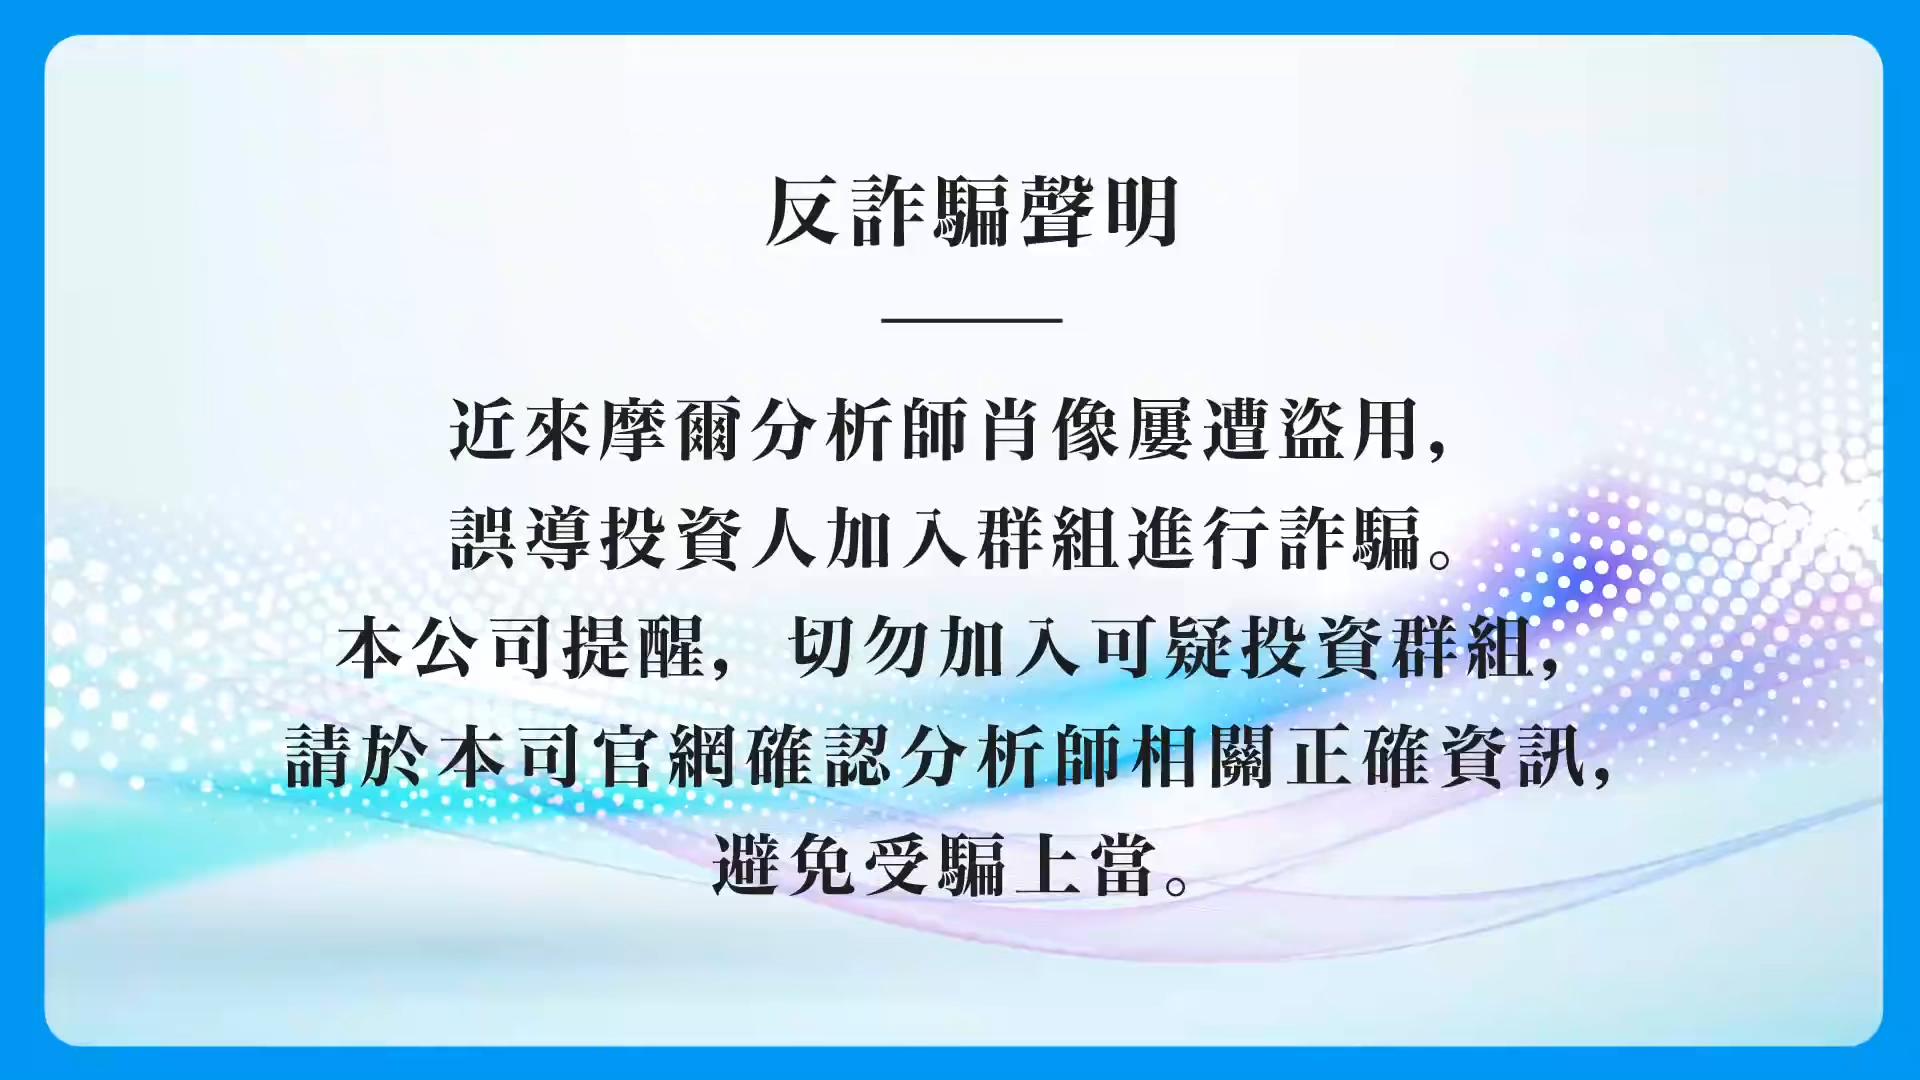 反詐騙聲明
近來摩爾分析師肖像屢遭盜用，
誤導投資人加入群組進行詐騙。
本公司提醒，切勿加入可疑投資群組，
請於本司官網確認分析師相關正確資訊，
避免受騙上當。